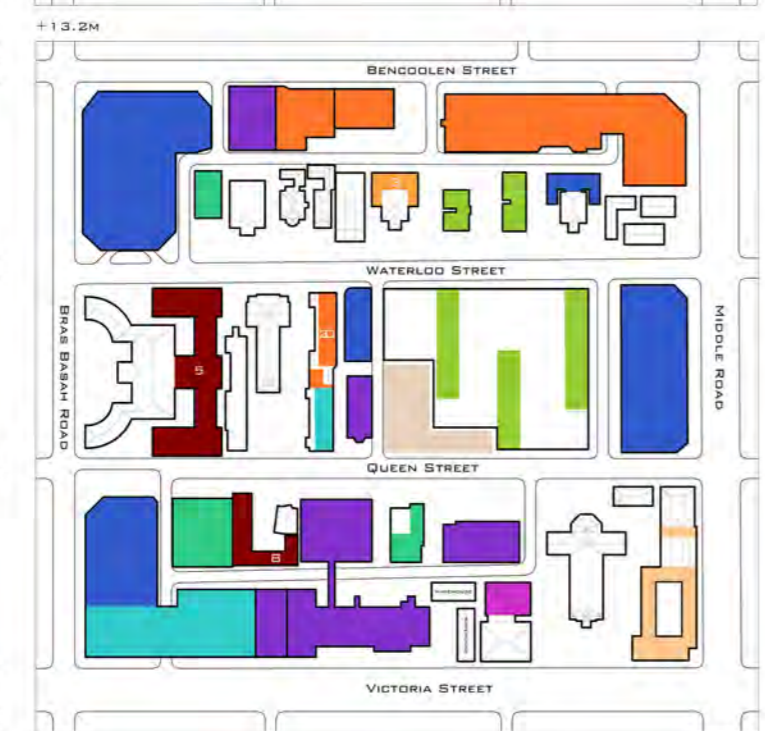 +13.2M
BENCOOLEN STREET
WATERLOO STREET
BRAS BASAH ROAD
MIDDLE ROAD
5
QUEEN STREET
8
VICTORIA STREET